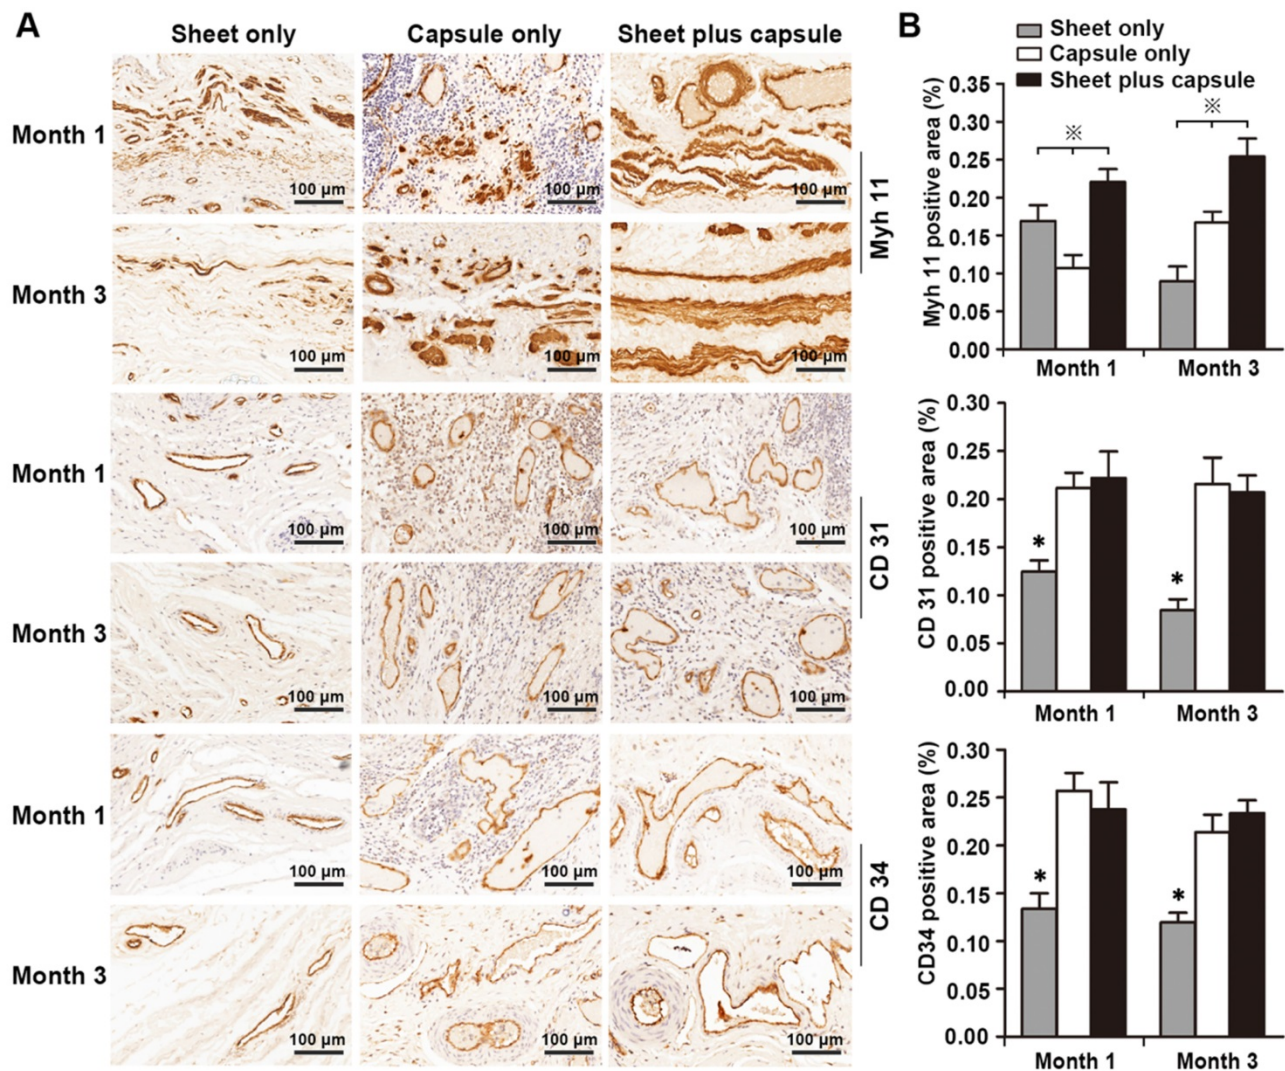 A
Sheet only
Capsule only
Sheet plus capsule
Month 1
100 µm
100 µm
100 µm
Month 3
100 µm
100 µm
100 µm
Myh 11
Month 1
100 µm
100 µm
100 µm
Month 3
100 µm
100 µm
100 µm
CD 31
Month 1
100 µm
100 µm
100 µm
Month 3
100 µm
100 µm
100 µm
CD 34
B
Sheet only
Capsule only
Sheet plus capsule
Myh 11 positive area (%)
0.35
0.30
0.25
0.20
0.15
0.10
0.05
0.00
※
※
Month 1
Month 3
CD 31 positive area (%)
0.30
0.25
0.20
0.15
0.10
0.05
0.00
*
*
Month 1
Month 3
CD34 positive area (%)
0.30
0.25
0.20
0.15
0.10
0.05
0.00
*
*
Month 1
Month 3